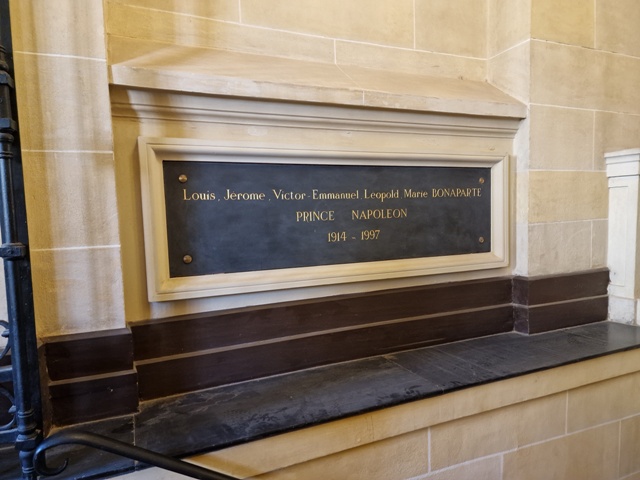 Louis, Jerome, Victor-Emmanuel, Leopold, Marie BONAPARTE
PRINCE NAPOLEON
1914 - 1997